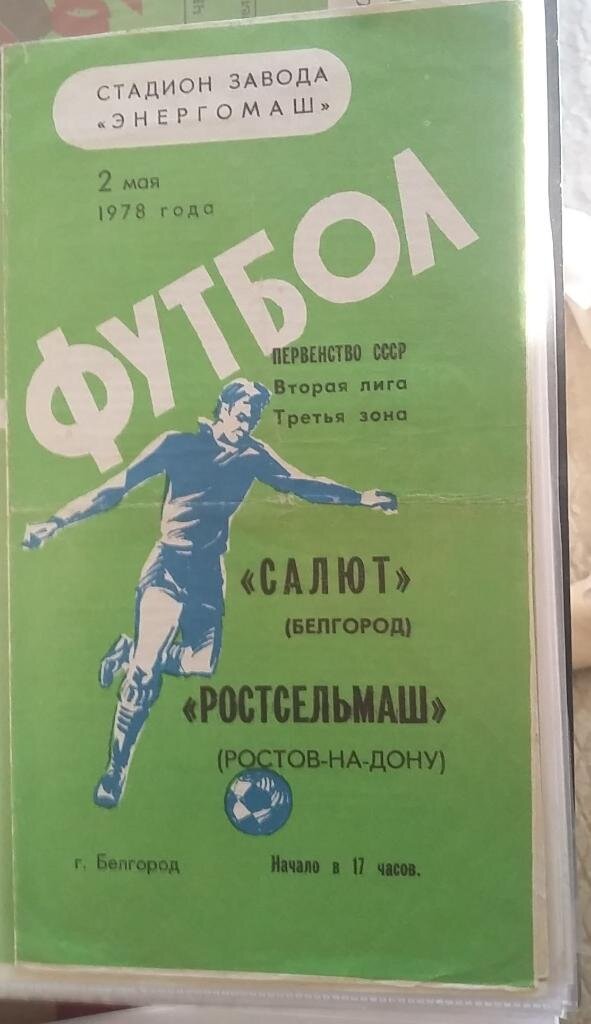 СТАДИОН ЗАВОДА
«ЭНЕРГОМАШ»
2 мая
1978 года
ФУТБОЛ
ПЕРВЕНСТВО СССР
Вторая лига
Третья зона
«САЛЮТ»
(БЕЛГОРОД)
«РОСТСЕЛЬМАШ»
(РОСТОВ-НА-ДОНУ)
г. Белгород
Начало в 17 часов.